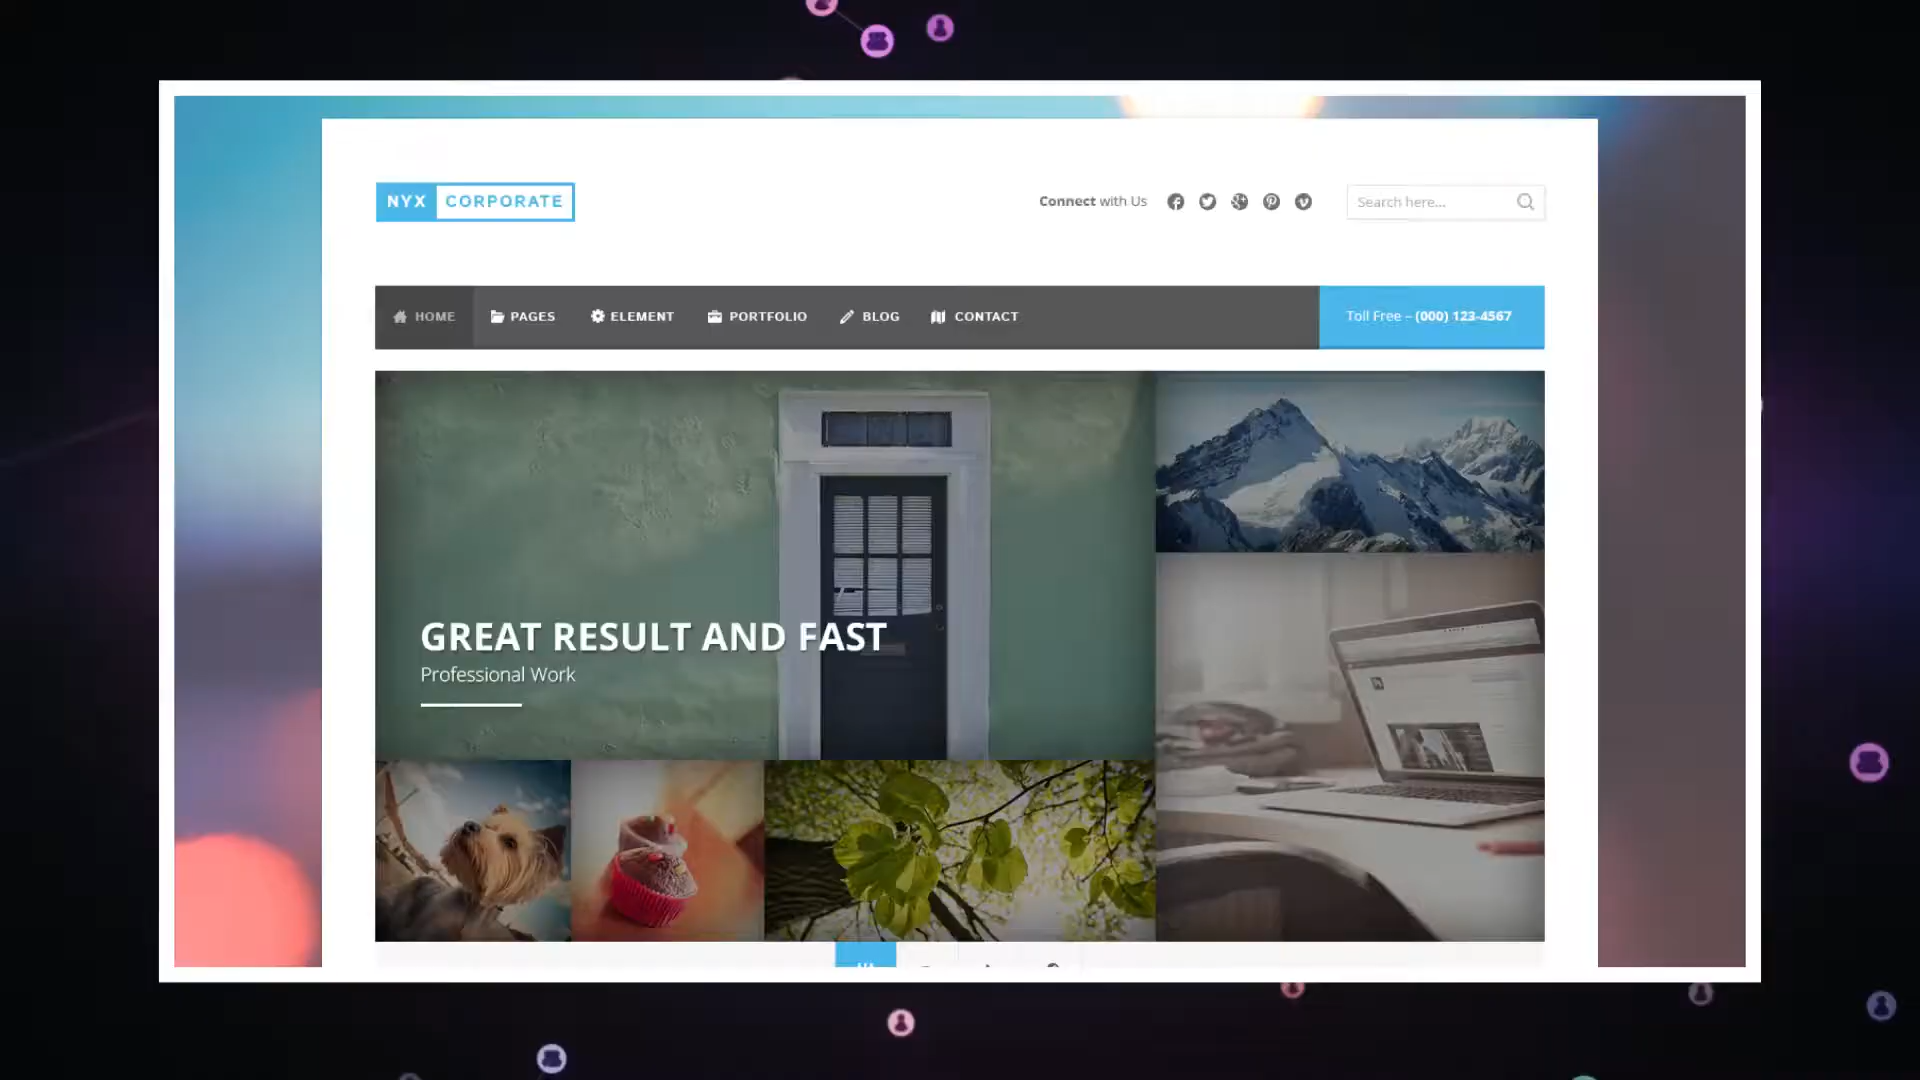 NYX CORPORATE
Connect with Us
Search here...
HOME PAGES ELEMENT PORTFOLIO BLOG CONTACT
Toll Free – (000) 123-4567
GREAT RESULT AND FAST
Professional Work